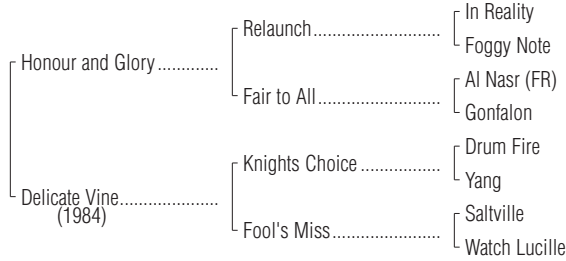 In Reality
Relaunch
Foggy Note
Honour and Glory
Al Nasr (FR)
Fair to All
Gonfalon
Drum Fire
Knights Choice
Yang
Delicate Vine
(1984)
Saltville
Fool's Miss
Watch Lucille